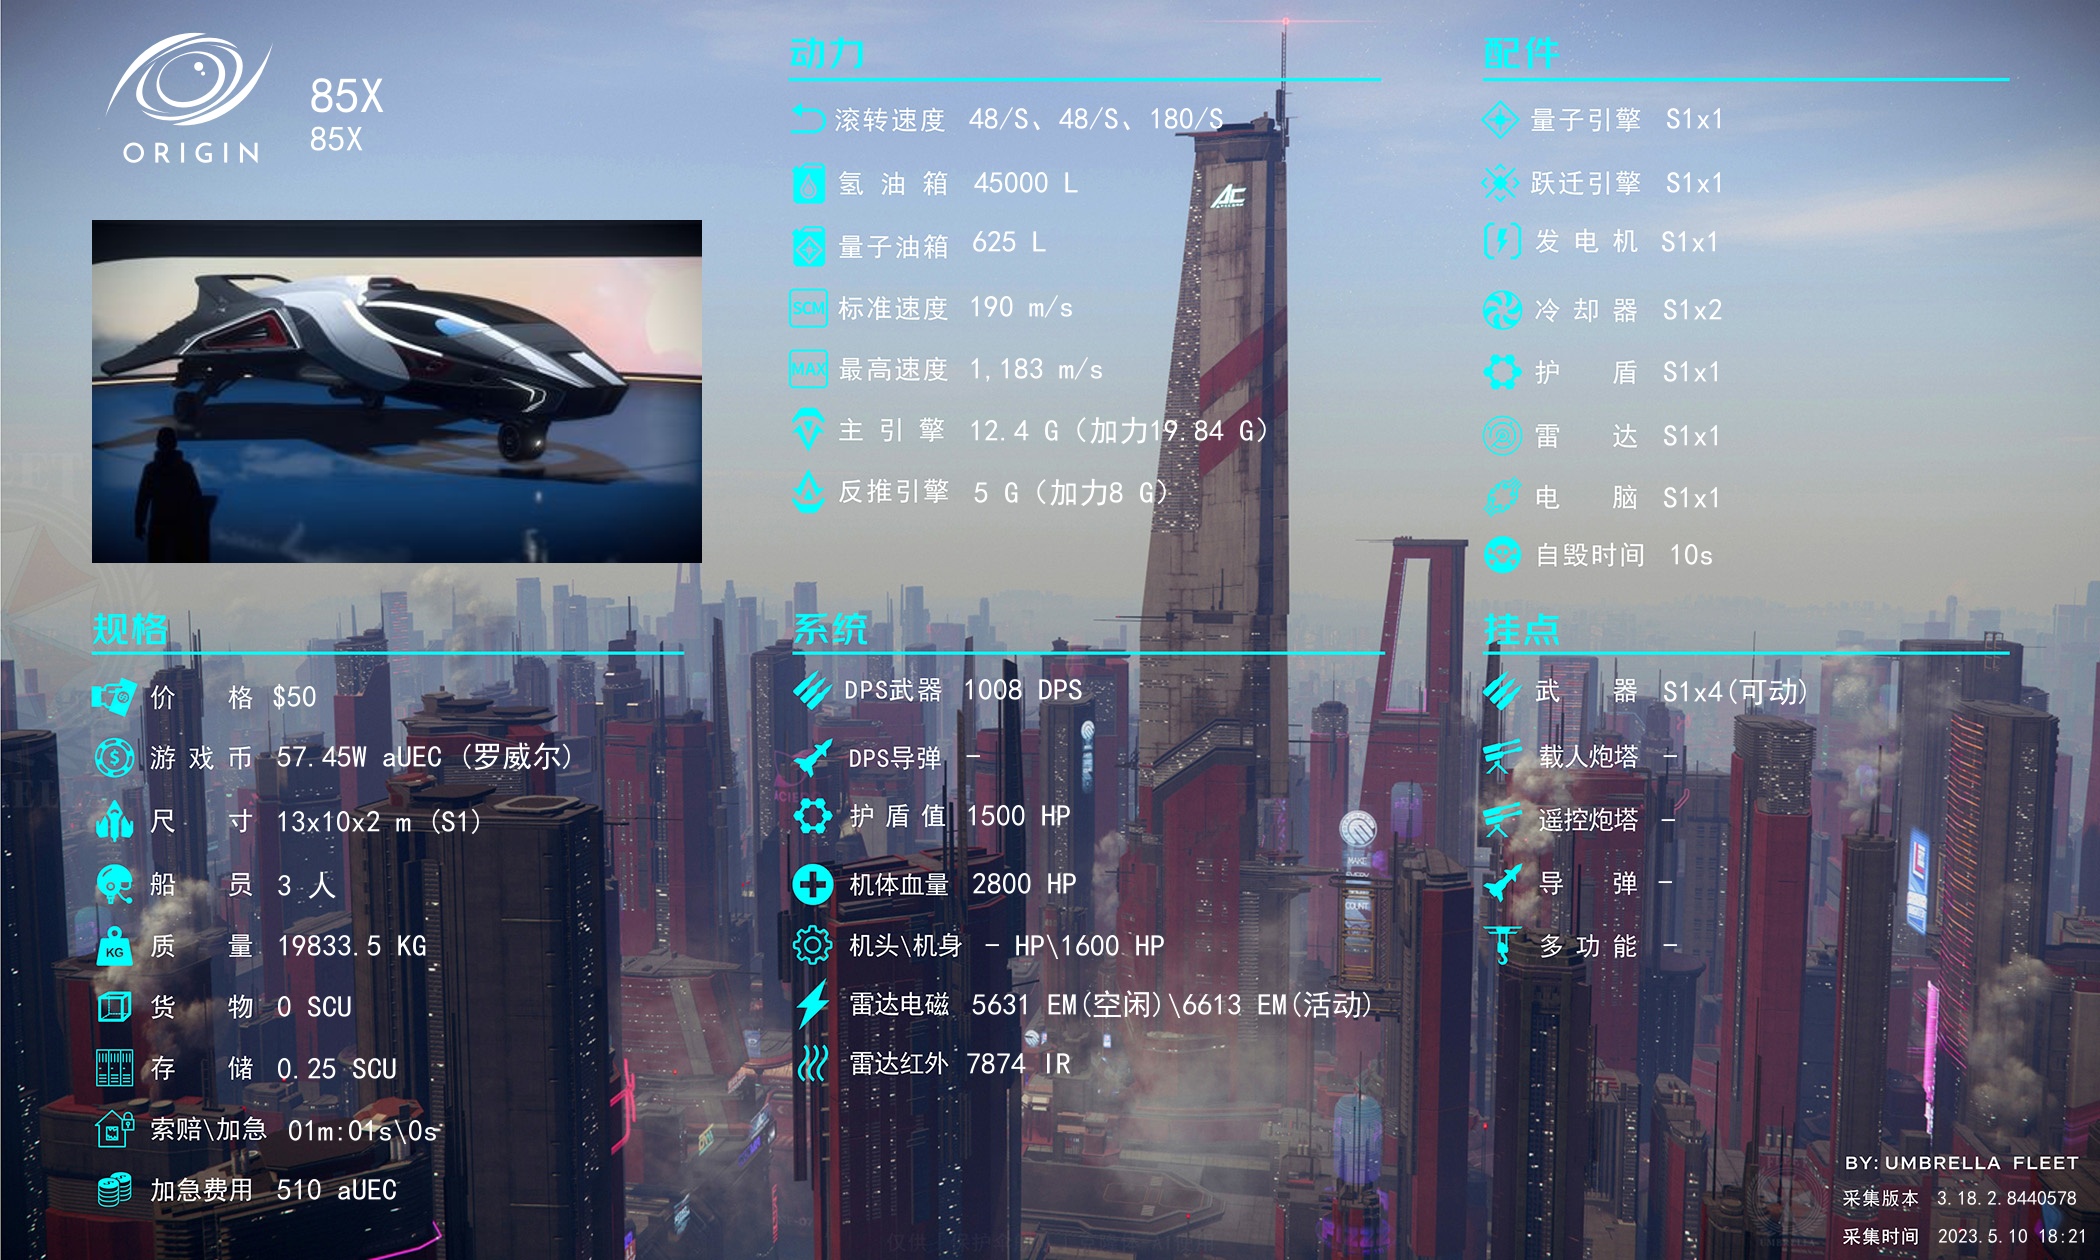 ORIGIN
85X
85X
动力
滚转速度 48/S、48/S、180/S
氢油箱 45000 L
量子油箱 625 L
SCM 标准速度 190 m/s
MAX 最高速度 1,183 m/s
主引擎 12.4 G（加力19.84 G）
反推引擎 5 G（加力8 G）
配件
量子引擎 S1x1
跃迁引擎 S1x1
发电机 S1x1
冷却器 S1x2
护盾 S1x1
雷达 S1x1
电脑 S1x1
自毁时间 10s
规格
价格 $50
游戏币 57.45W aUEC (罗威尔)
尺寸 13x10x2 m (S1)
船员 3 人
KG 质量 19833.5 KG
货物 0 SCU
存储 0.25 SCU
索赔\加急 01m:01s\0s
加急费用 510 aUEC
系统
DPS武器 1008 DPS
DPS导弹 -
护盾值 1500 HP
机体血量 2800 HP
机头\机身 - HP\1600 HP
雷达电磁 5631 EM(空闲)\6613 EM(活动)
雷达红外 7874 IR
挂点
武器 S1x4(可动)
载人炮塔 -
遥控炮塔 -
导弹 -
多功能 -
AC
MAKE
EVERY
COUNT
BY: UMBRELLA FLEET
采集版本 3.18.2.8440578
采集时间 2023.5.10 18:21